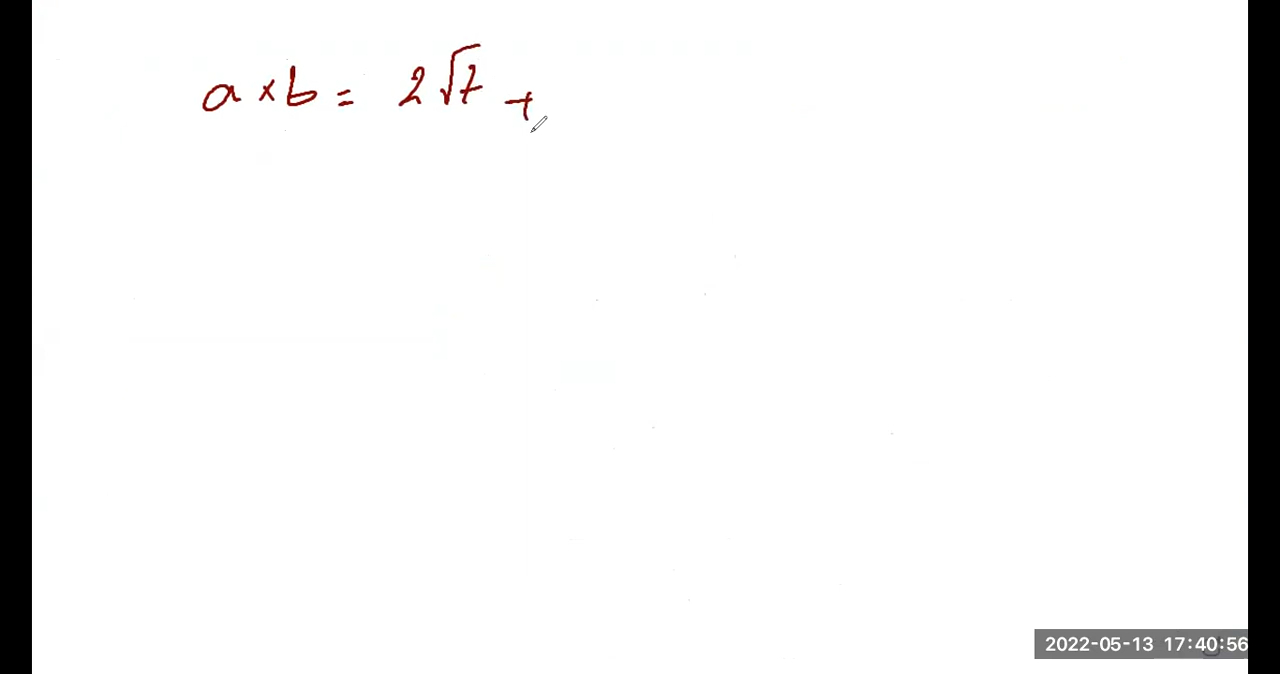 a × b = 2√7 +
2022-05-13 17:40:56